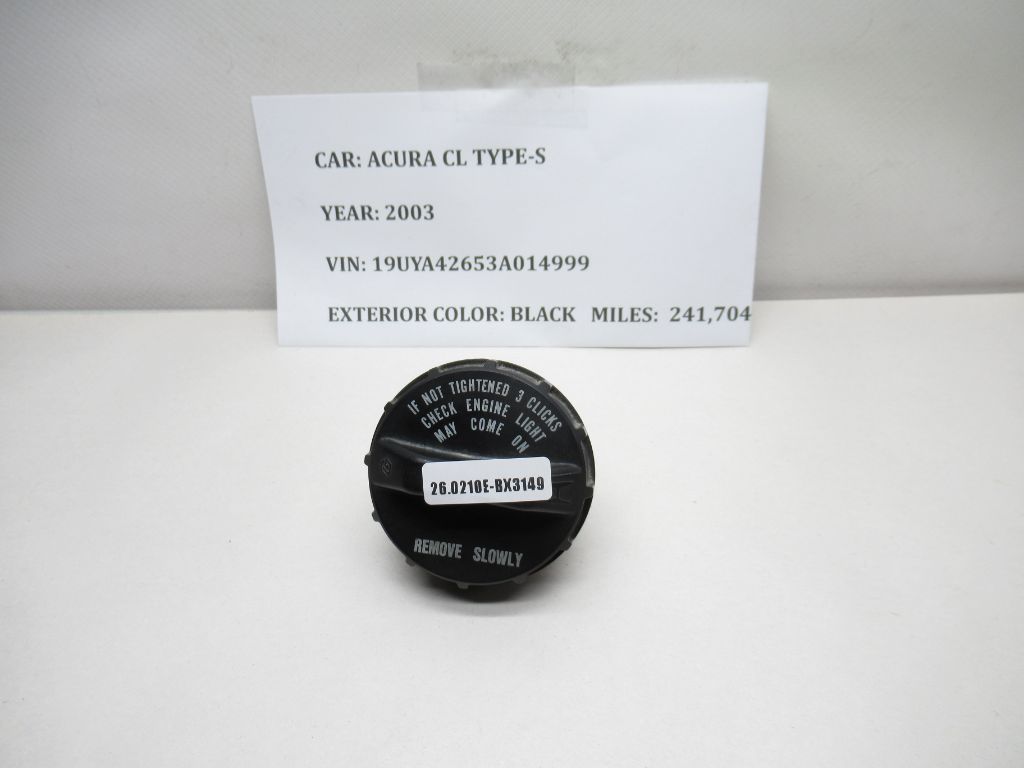 CAR: ACURA CL TYPE-S
YEAR: 2003
VIN: 19UYA42653A014999
EXTERIOR COLOR: BLACK MILES: 241,704
IF NOT TIGHTENED 3 CLICKS
CHECK ENGINE LIGHT
MAY COME ON
26.0210E-BX3149
REMOVE SLOWLY